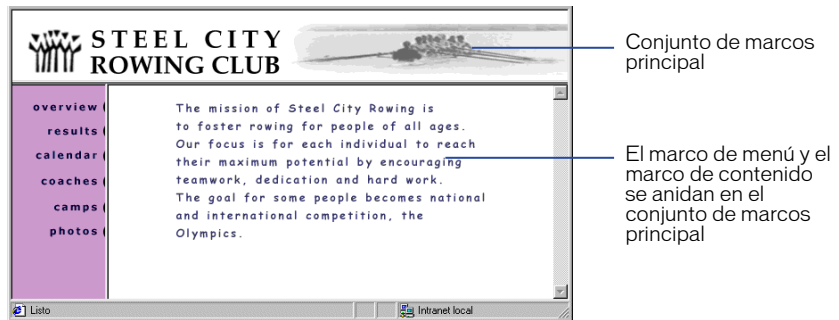 STEEL CITY
ROWING CLUB
Conjunto de marcos
principal
overview
results
calendar
coaches
camps
photos
The mission of Steel City Rowing is
to foster rowing for people of all ages.
Our focus is for each individual to reach
their maximum potential by encouraging
teamwork, dedication and hard work.
The goal for some people becomes national
and international competition, the
Olympics.
El marco de menú y el
marco de contenido
se anidan en el
conjunto de marcos
principal
Listo
Intranet local